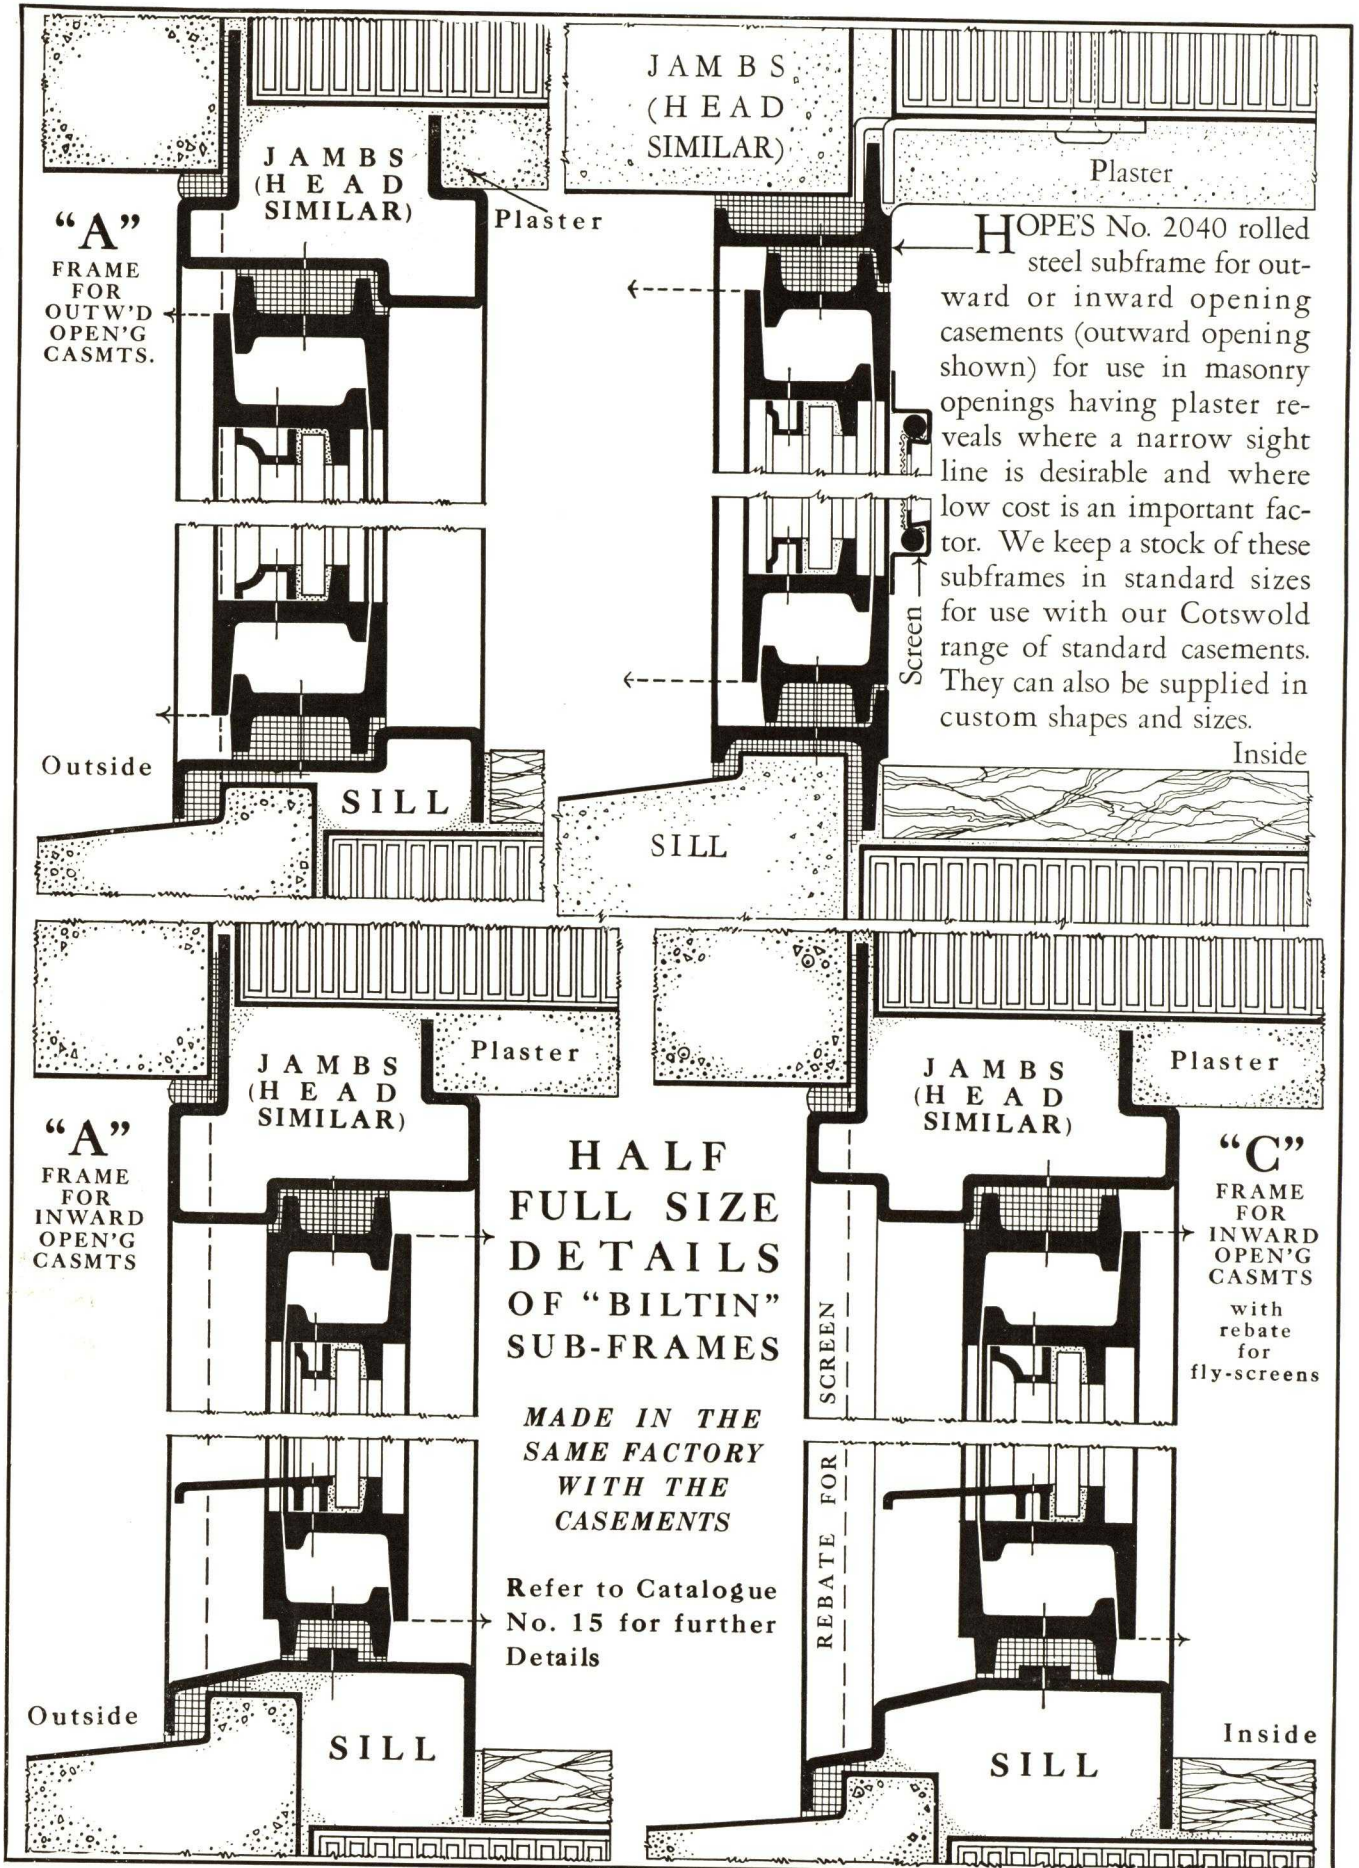 JAMBS
(HEAD
SIMILAR)
Plaster
"A"
FRAME
FOR
OUTW'D
OPEN'G
CASMTS.
Outside
SILL
JAMBS
(HEAD
SIMILAR)
Plaster
HOPE'S No. 2040 rolled
steel subframe for out-
ward or inward opening
casements (outward opening
shown) for use in masonry
openings having plaster re-
veals where a narrow sight
line is desirable and where
low cost is an important fac-
tor. We keep a stock of these
subframes in standard sizes
for use with our Cotswold
range of standard casements.
They can also be supplied in
custom shapes and sizes.
Screen
Inside
SILL
JAMBS
(HEAD
SIMILAR)
Plaster
"A"
FRAME
FOR
INWARD
OPEN'G
CASMTS
Outside
SILL
HALF
FULL SIZE
DETAILS
OF "BILTIN"
SUB-FRAMES
MADE IN THE
SAME FACTORY
WITH THE
CASEMENTS
Refer to Catalogue
No. 15 for further
Details
JAMBS
(HEAD
SIMILAR)
Plaster
"C"
FRAME
FOR
INWARD
OPEN'G
CASMTS
with
rebate
for
fly-screens
REBATE FOR SCREEN
Inside
SILL